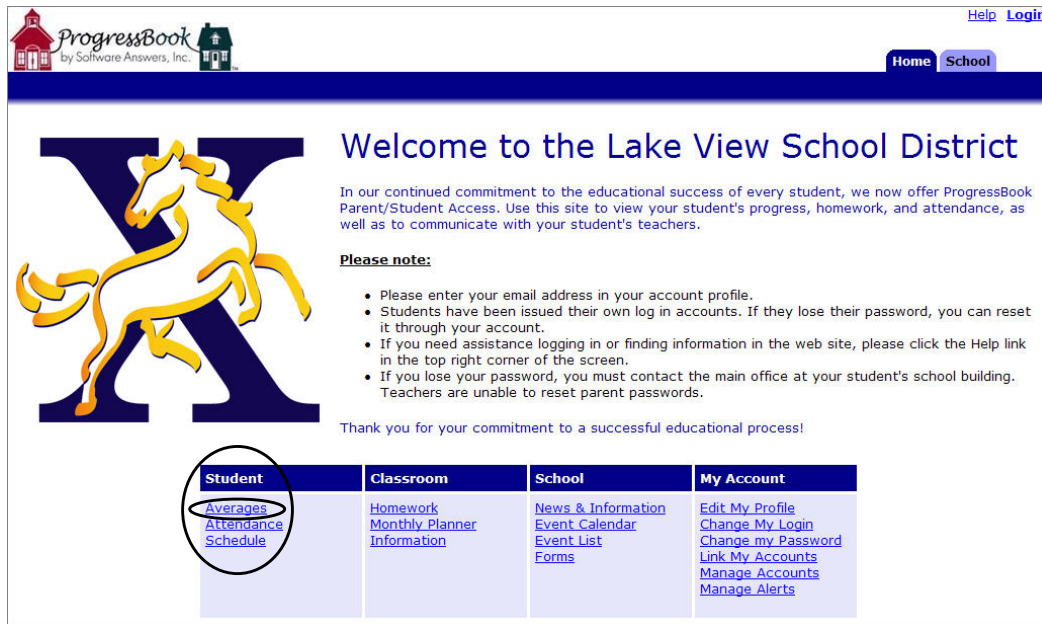 Help Login
ProgressBook
by Software Answers, Inc.
Home School
Welcome to the Lake View School District
In our continued commitment to the educational success of every student, we now offer ProgressBook
Parent/Student Access. Use this site to view your student's progress, homework, and attendance, as
well as to communicate with your student's teachers.
Please note:
• Please enter your email address in your account profile.
• Students have been issued their own log in accounts. If they lose their password, you can reset
it through your account.
• If you need assistance logging in or finding information in the web site, please click the Help link
in the top right corner of the screen.
• If you lose your password, you must contact the main office at your student's school building.
Teachers are unable to reset parent passwords.
Thank you for your commitment to a successful educational process!
X
Student Classroom School My Account
Averages Homework News & Information Edit My Profile
Attendance Monthly Planner Event Calendar Change My Login
Schedule Information Event List Change my Password
Forms Link My Accounts
Manage Accounts
Manage Alerts